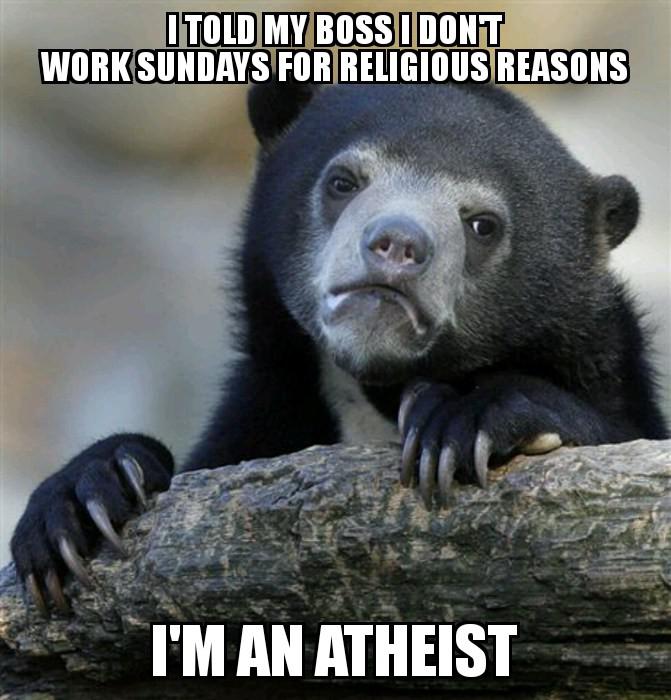 I TOLD MY BOSS I DON'T
WORK SUNDAYS FOR RELIGIOUS REASONS
I'M AN ATHEIST